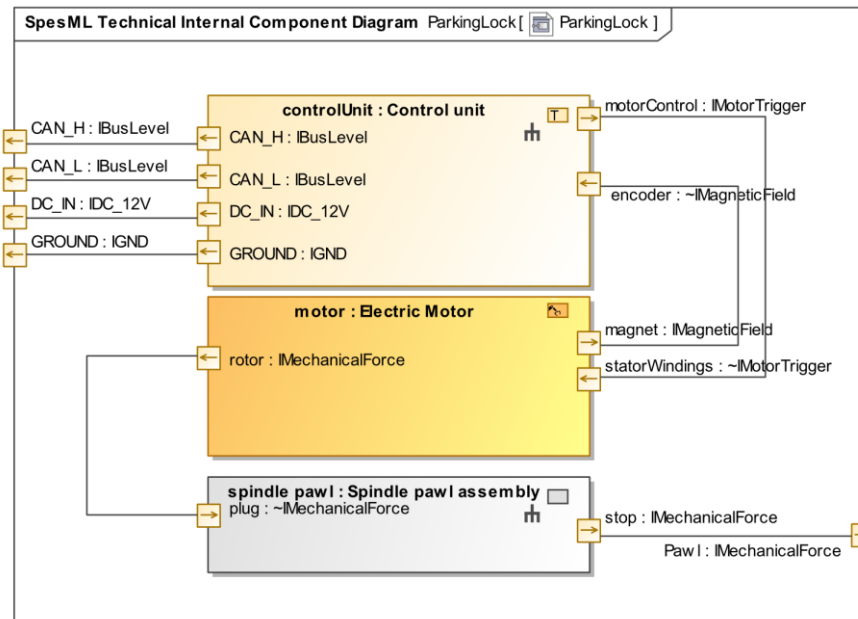 SpesML Technical Internal Component Diagram ParkingLock[ ParkingLock ]
controlUnit : Control unit
T
motorControl : IMotorTrigger
CAN_H : IBusLevel
CAN_H : IBusLevel
CAN_L : IBusLevel
CAN_L : IBusLevel
encoder : ~IMagneticField
DC_IN : IDC_12V
DC_IN : IDC_12V
GROUND : IGND
GROUND : IGND
motor : Electric Motor
magnet : IMagneticField
rotor : IMechanicalForce
statorWindings : ~IMotorTrigger
spindle pawl : Spindle pawl assembly
plug : ~IMechanicalForce
stop : IMechanicalForce
Pawl : IMechanicalForce